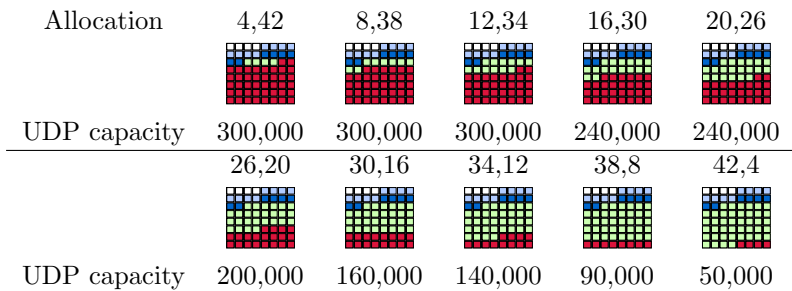 Allocation 4,42 8,38 12,34 16,30 20,26
UDP capacity 300,000 300,000 300,000 240,000 240,000
26,20 30,16 34,12 38,8 42,4
UDP capacity 200,000 160,000 140,000 90,000 50,000